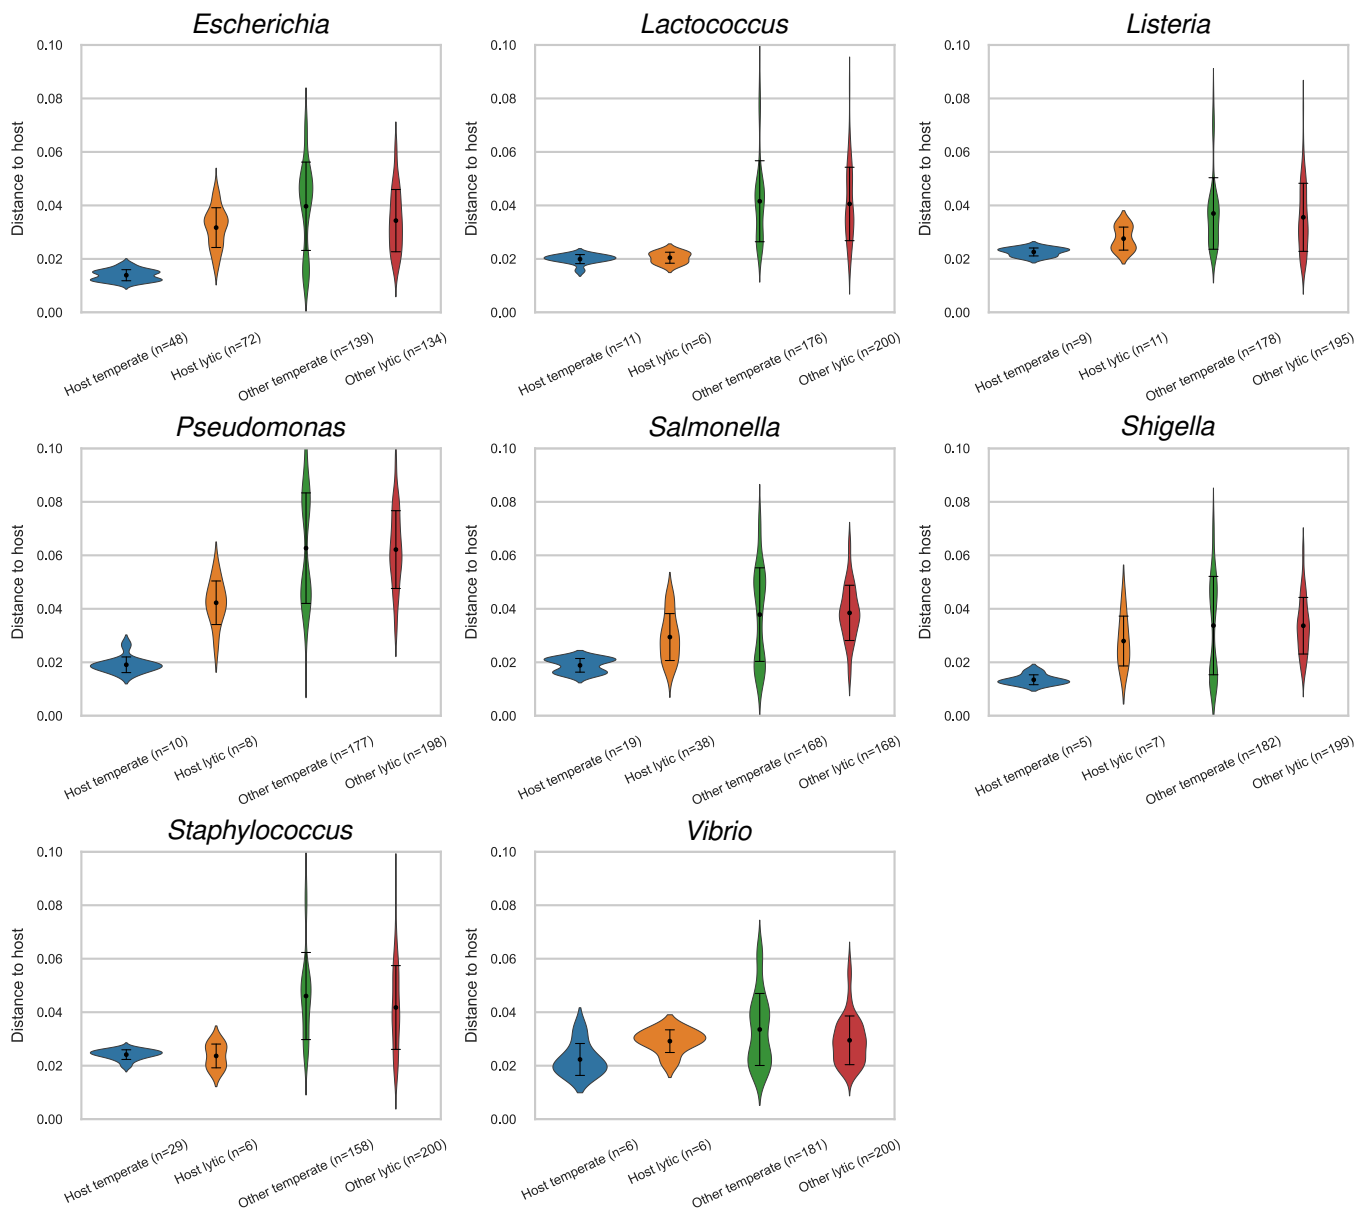 Escherichia
Lactococcus
Listeria
Distance to host
0.10
0.08
0.06
0.04
0.02
0.00
Host temperate (n=48)
Host lytic (n=72)
Other temperate (n=139)
Other lytic (n=134)
Distance to host
0.10
0.08
0.06
0.04
0.02
0.00
Host temperate (n=11)
Host lytic (n=6)
Other temperate (n=176)
Other lytic (n=200)
Distance to host
0.10
0.08
0.06
0.04
0.02
0.00
Host temperate (n=9)
Host lytic (n=11)
Other temperate (n=178)
Other lytic (n=195)
Pseudomonas
Salmonella
Shigella
Distance to host
0.10
0.08
0.06
0.04
0.02
0.00
Host temperate (n=10)
Host lytic (n=8)
Other temperate (n=177)
Other lytic (n=198)
Distance to host
0.10
0.08
0.06
0.04
0.02
0.00
Host temperate (n=19)
Host lytic (n=38)
Other temperate (n=168)
Other lytic (n=168)
Distance to host
0.10
0.08
0.06
0.04
0.02
0.00
Host temperate (n=5)
Host lytic (n=7)
Other temperate (n=182)
Other lytic (n=199)
Staphylococcus
Vibrio
Distance to host
0.10
0.08
0.06
0.04
0.02
0.00
Host temperate (n=29)
Host lytic (n=6)
Other temperate (n=158)
Other lytic (n=200)
Distance to host
0.10
0.08
0.06
0.04
0.02
0.00
Host temperate (n=6)
Host lytic (n=6)
Other temperate (n=181)
Other lytic (n=200)